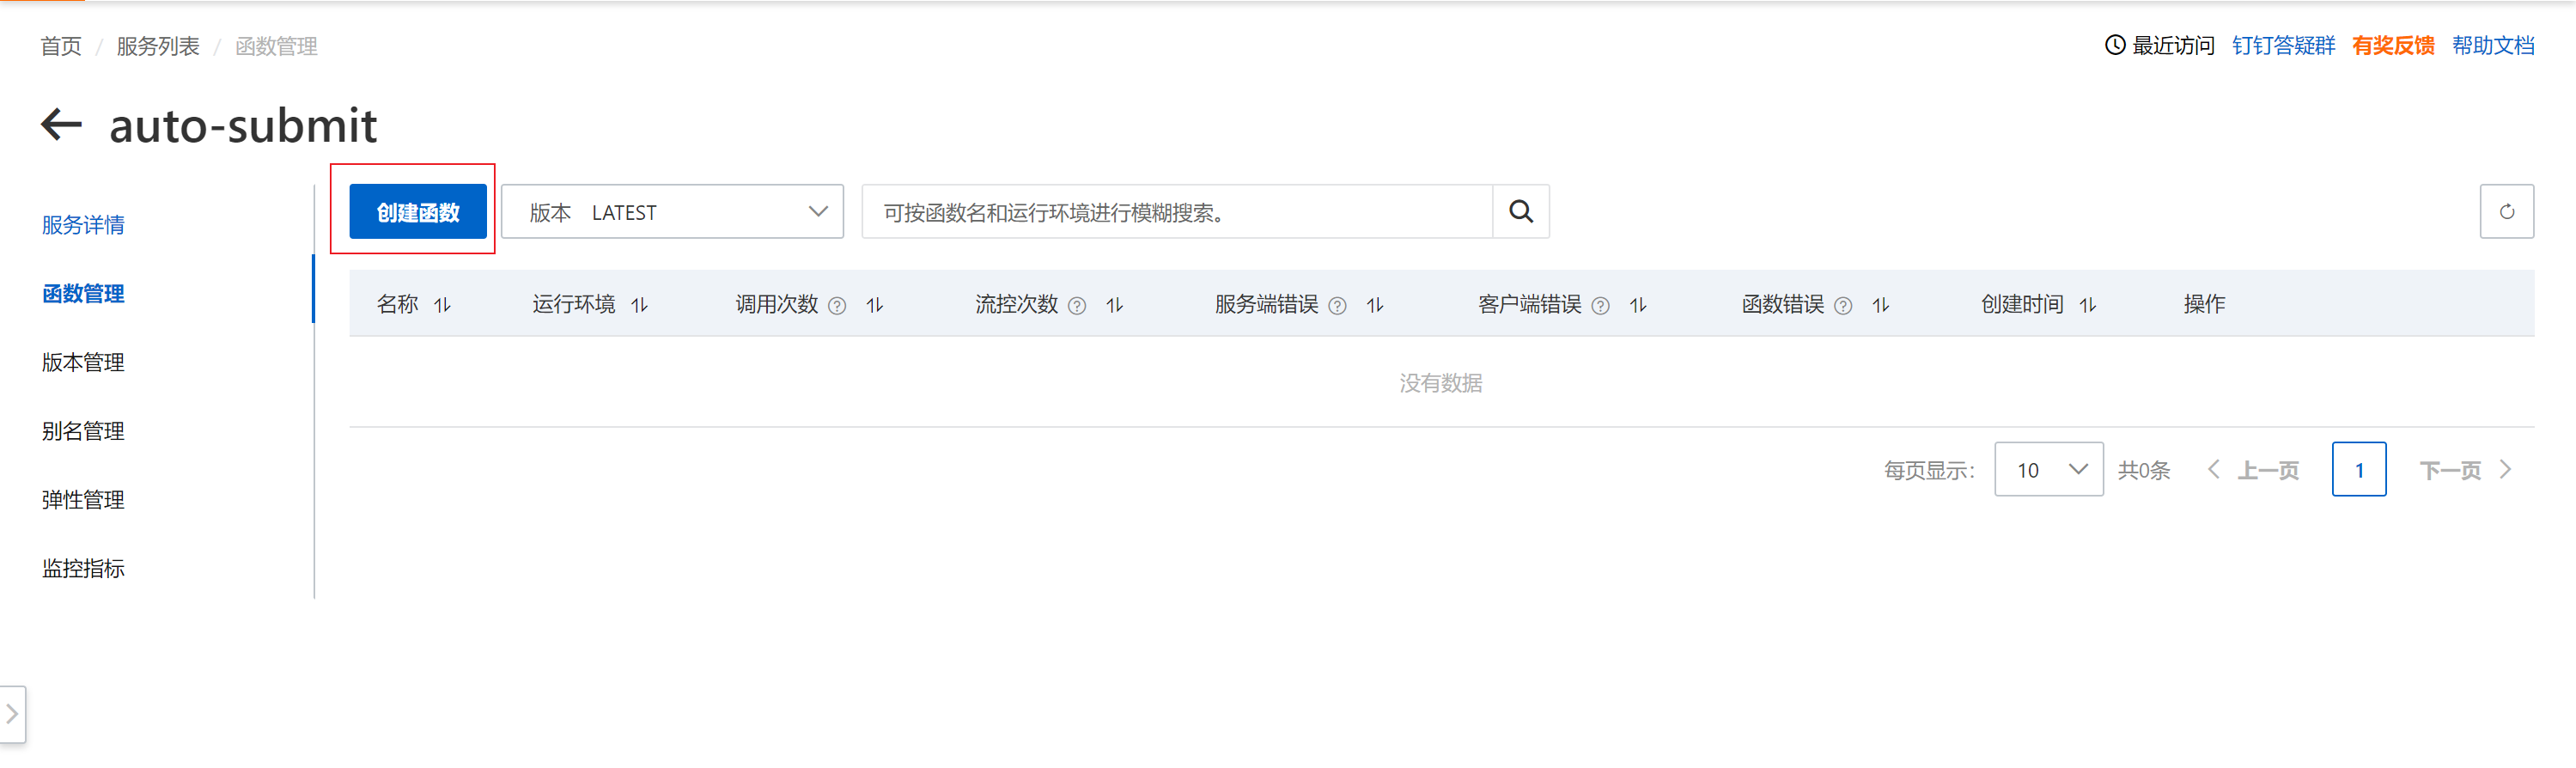 首页 / 服务列表 / 函数管理
最近访问 钉钉答疑群 有奖反馈 帮助文档
auto-submit
服务详情
函数管理
版本管理
别名管理
弹性管理
监控指标
创建函数 版本 LATEST 可按函数名和运行环境进行模糊搜索。
名称 运行环境 调用次数 流控次数 服务端错误 客户端错误 函数错误 创建时间 操作
没有数据
每页显示: 10 共0条 上一页 1 下一页